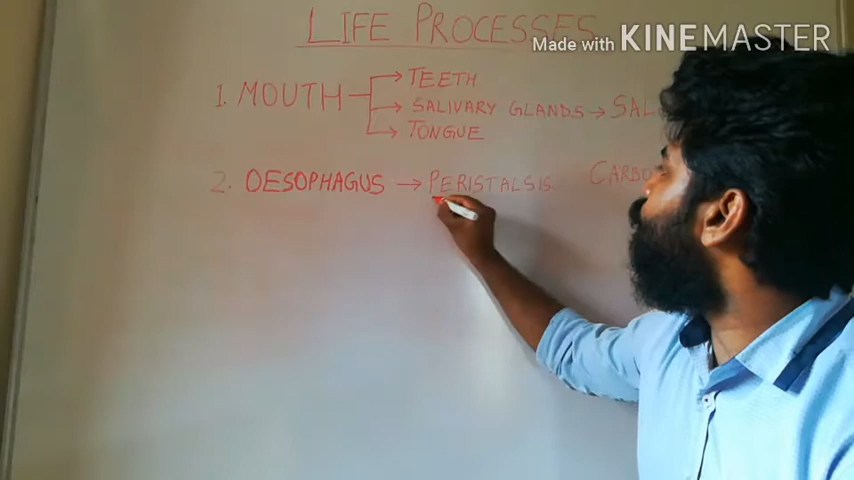 LIFE PROCESSES
Made with KINEMASTER
TEETH
1. MOUTH
SALIVARY GLANDS → SAL
TONGUE
2. OESOPHAGUS → PERISTALSIS
CARBO